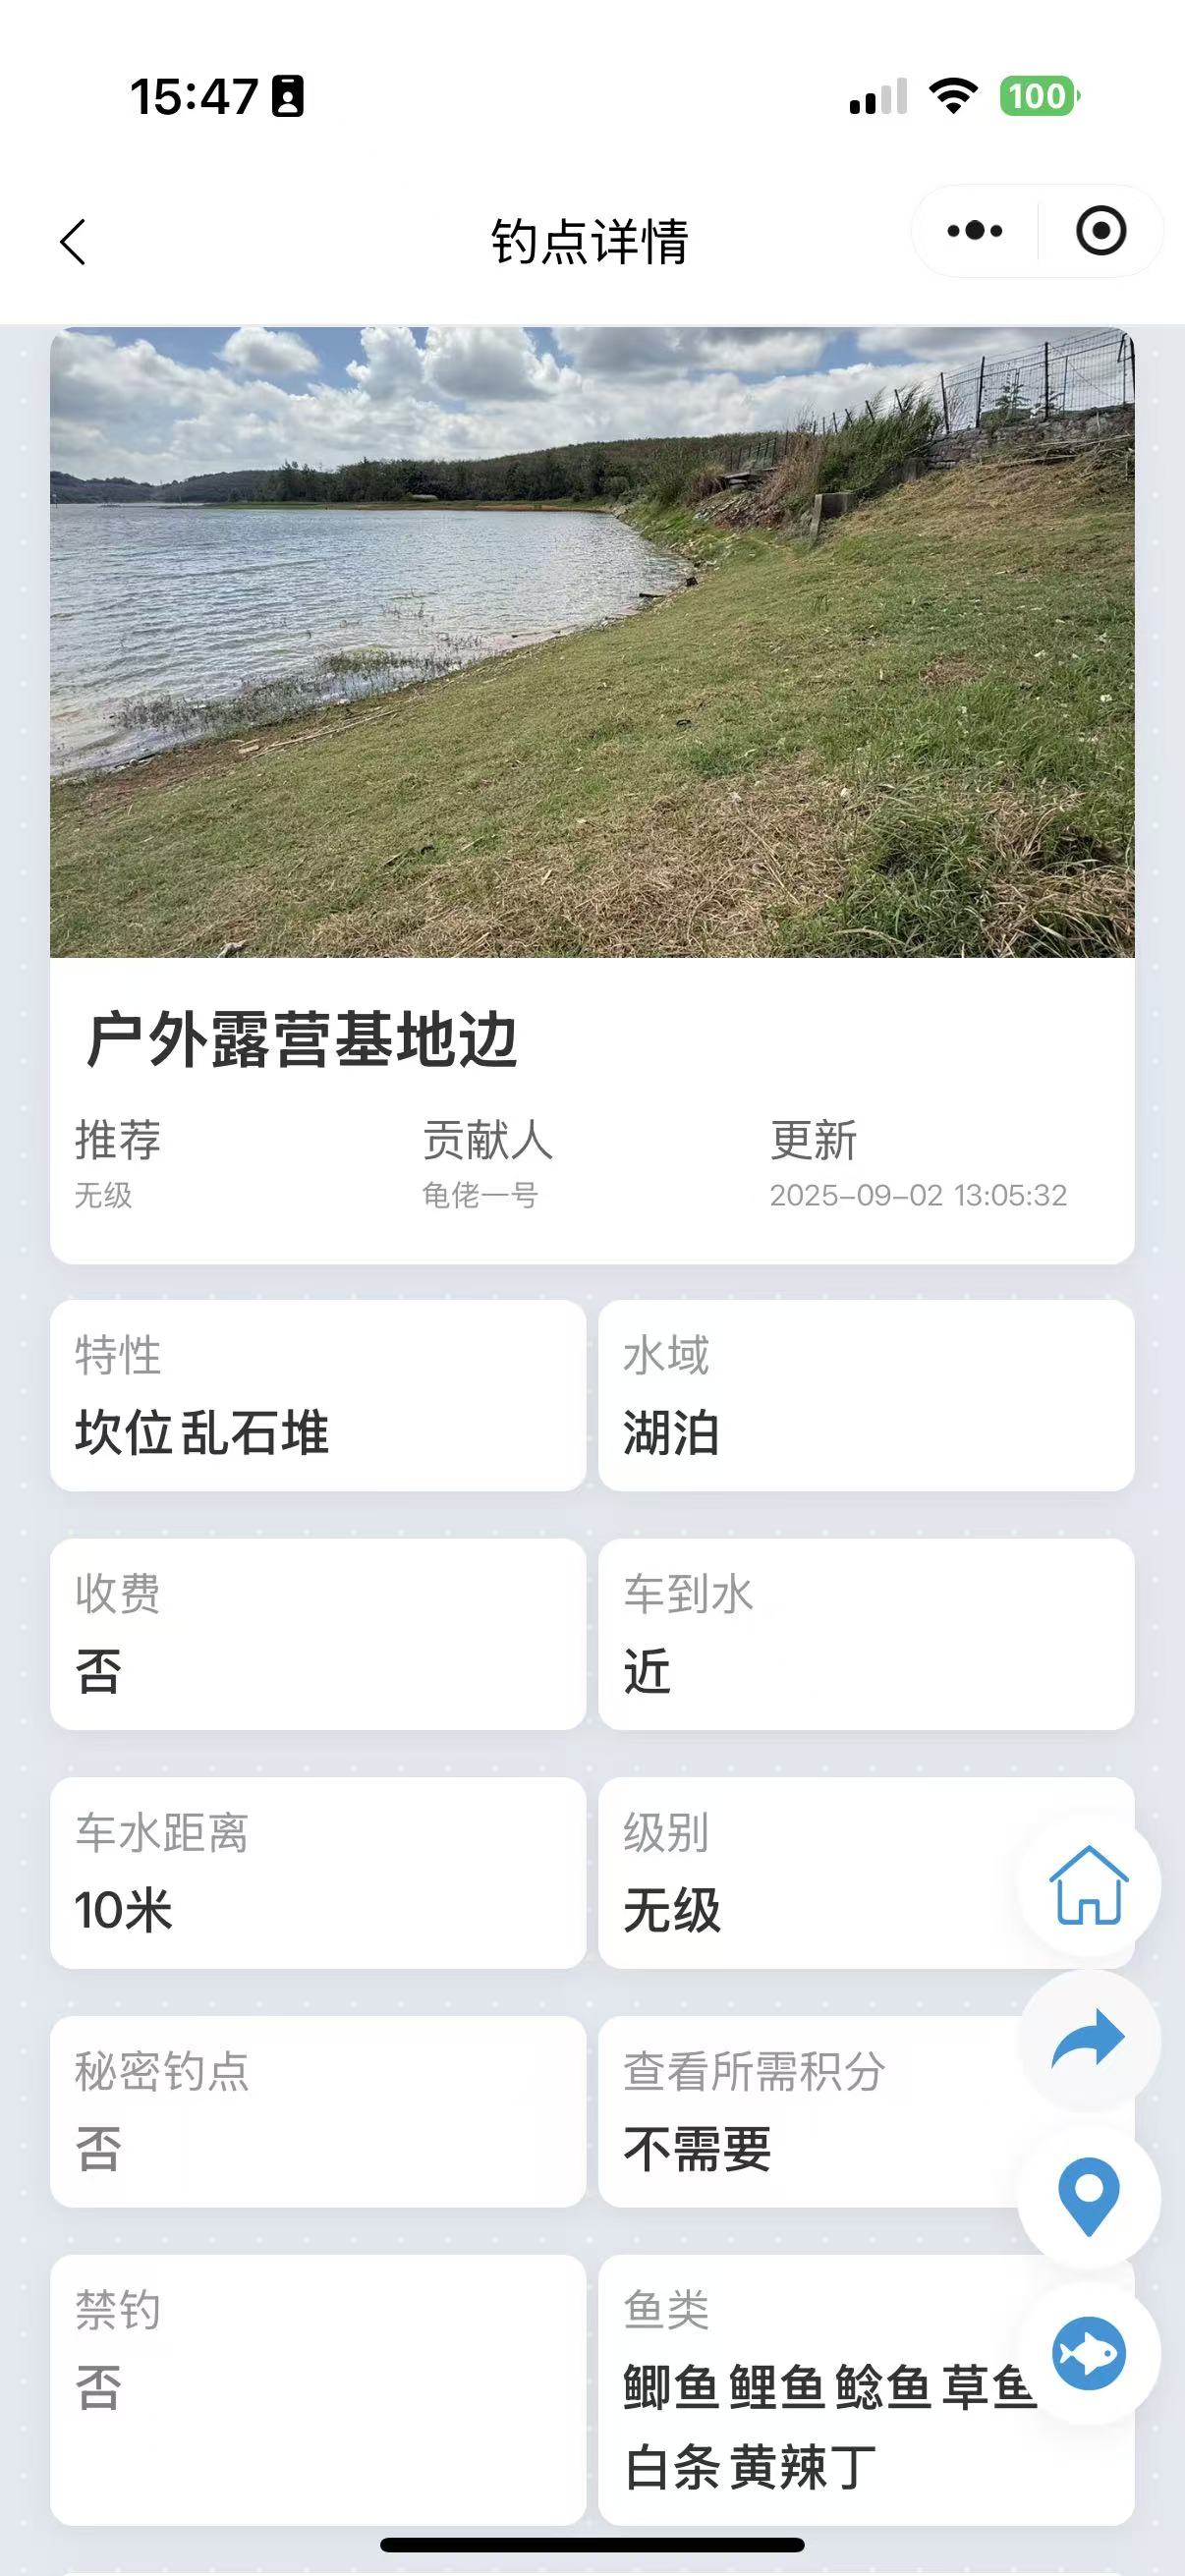 15:47
100
钓点详情
户外露营基地边
推荐 贡献人 更新
无级 龟佬一号 2025-09-02 13:05:32
特性 水域
坎位 乱石堆 湖泊
收费 车到水
否 近
车水距离 级别
10米 无级
秘密钓点 查看所需积分
否 不需要
禁钓 鱼类
否 鲫鱼 鲤鱼 鲶鱼 草鱼
白条 黄辣丁